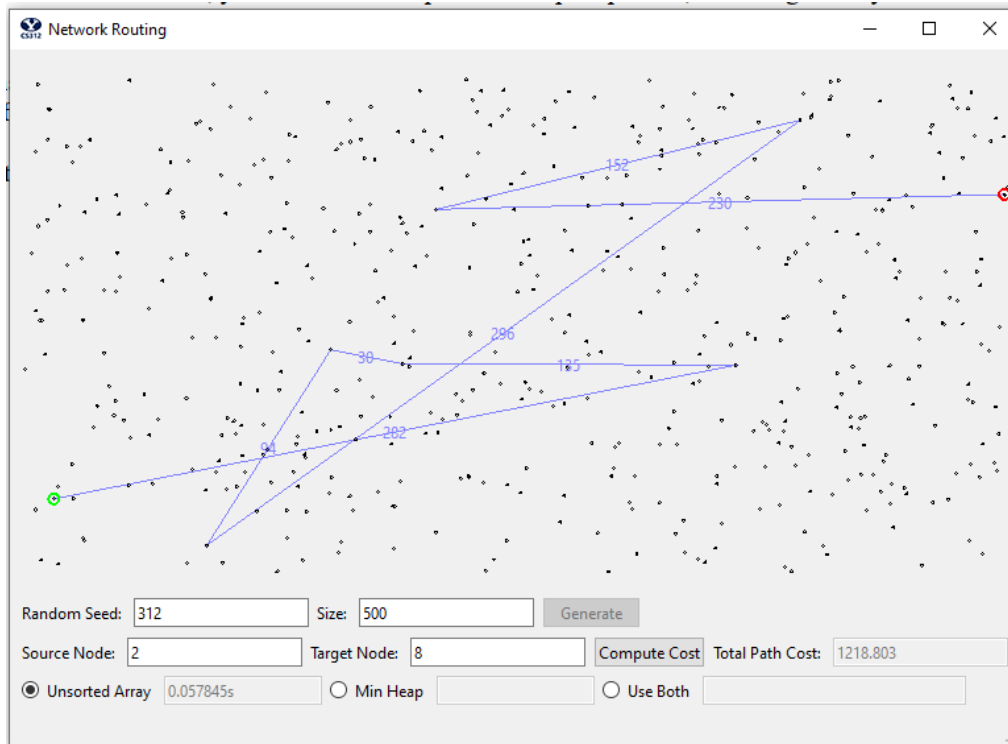 CS312 Network Routing
152
230
296
30
135
282
94
Random Seed: 312 Size: 500 Generate
Source Node: 2 Target Node: 8 Compute Cost Total Path Cost: 1218.803
Unsorted Array 0.057845s Min Heap Use Both